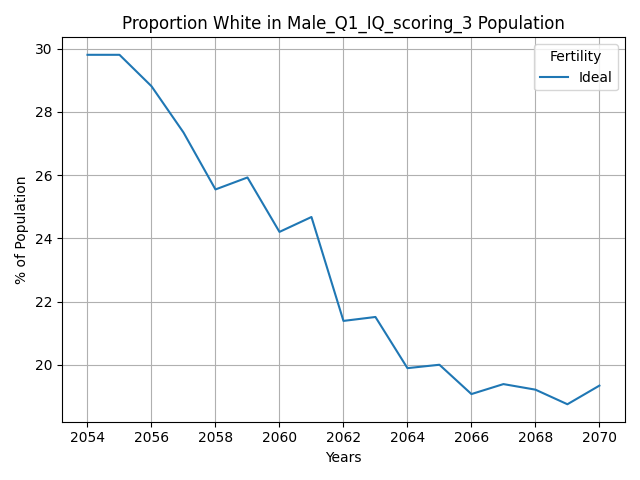 Proportion White in Male_Q1_IQ_scoring_3 Population
Fertility
Ideal
% of Population
30
28
26
24
22
20
2054 2056 2058 2060 2062 2064 2066 2068 2070
Years